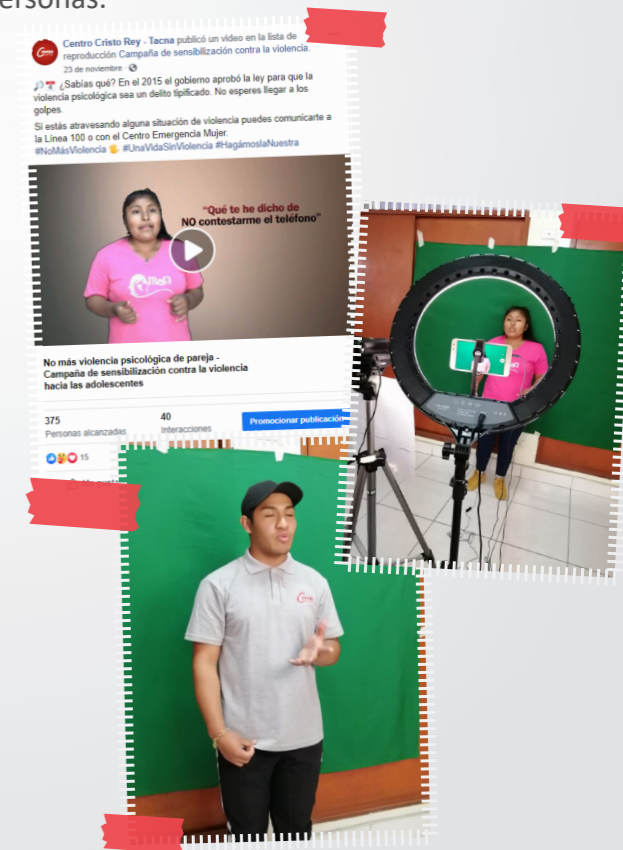 personas.
Centro Cristo Rey - Tacna publicó un video en la lista de
reproducción Campaña de sensibilización contra la violencia.
23 de noviembre ·
¿Sabías qué? En el 2015 el gobierno aprobó la ley para que la
violencia psicológica sea un delito tipificado. No esperes llegar a los
golpes.
Si estás atravesando alguna situación de violencia puedes comunicarte a
la Línea 100 o con el Centro Emergencia Mujer.
#NoMásViolencia #UnaVidaSinViolencia #HagámoslaNuestra
"Qué te he dicho de
NO contestarme el teléfono"
No más violencia psicológica de pareja -
Campaña de sensibilización contra la violencia
hacia las adolescentes
375
Personas alcanzadas
40
Interacciones
Promocionar publicación
15